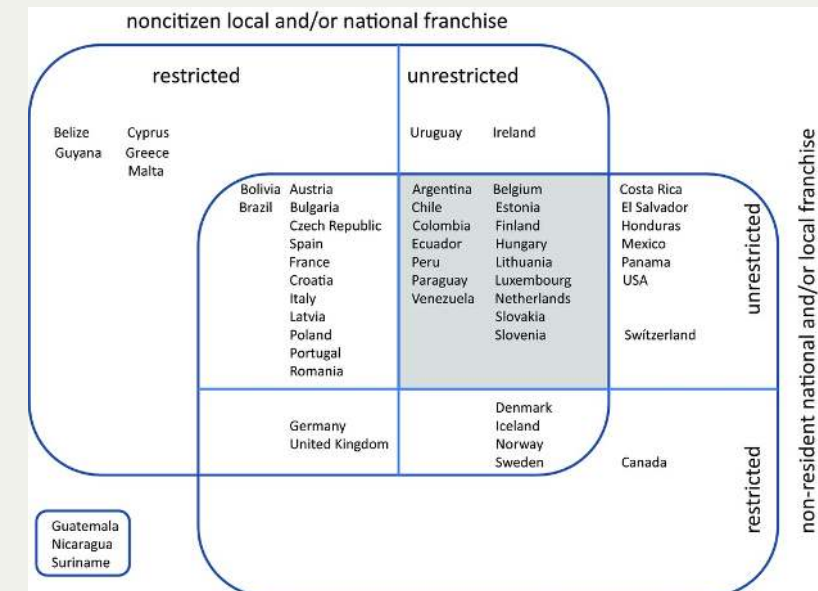 noncitizen local and/or national franchise
restricted
unrestricted
Belize Cyprus
Guyana Greece
Malta
Uruguay Ireland
Bolivia Austria
Brazil Bulgaria
Czech Republic
Spain
France
Croatia
Italy
Latvia
Poland
Portugal
Romania
Argentina Belgium
Chile Estonia
Colombia Finland
Ecuador Hungary
Peru Lithuania
Paraguay Luxembourg
Venezuela Netherlands
Slovakia
Slovenia
Costa Rica
El Salvador
Honduras
Mexico
Panama
USA
Switzerland
unrestricted
non-resident national and/or local franchise
Germany
United Kingdom
Denmark
Iceland
Norway
Sweden
Canada
restricted
Guatemala
Nicaragua
Suriname